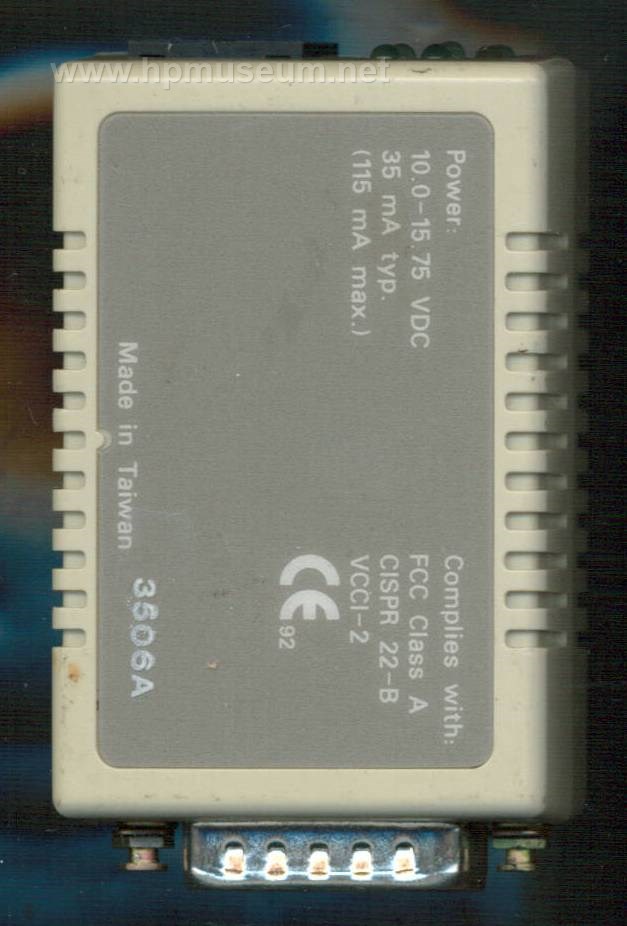 www.hpmuseum.net
Power:
10.0-15.75 VDC
35 mA typ.
(115 mA max.)
Complies with:
FCC Class A
CISPR 22-B
VCCI-2
CE 92
Made in Taiwan 3506A